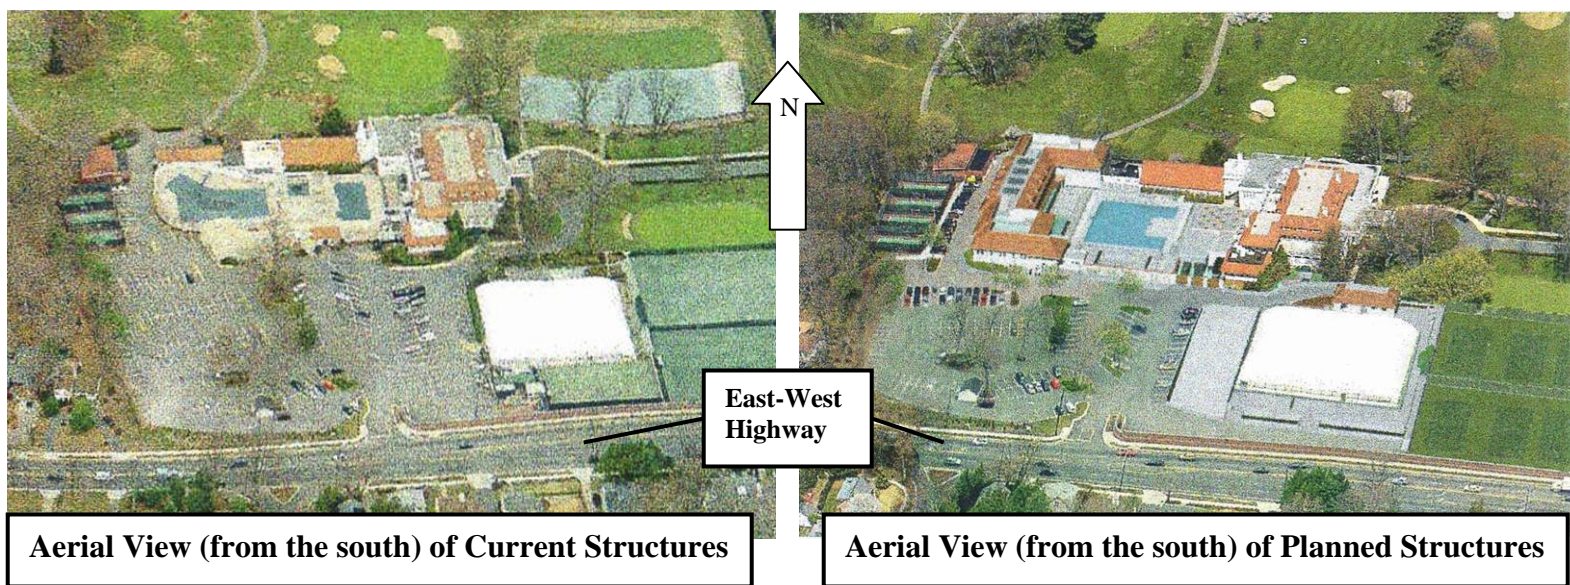 N
East-West
Highway
Aerial View (from the south) of Current Structures
Aerial View (from the south) of Planned Structures